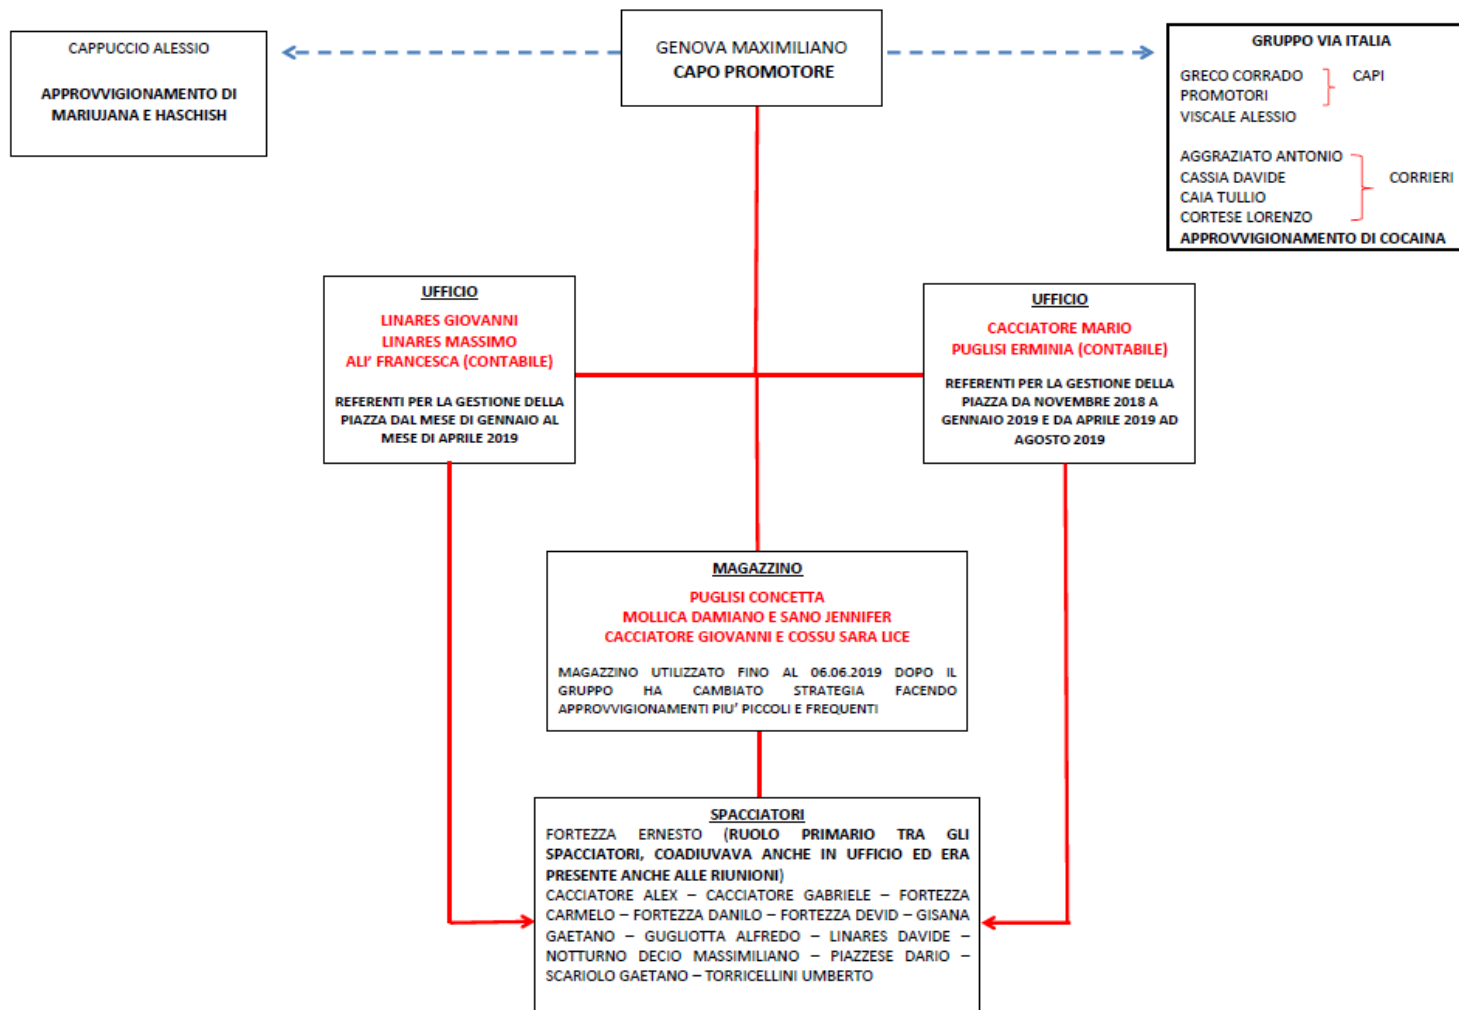 CAPPUCCIO ALESSIO
APPROVVIGIONAMENTO DI
MARIUJANA E HASCHISH
GENOVA MAXIMILIANO
CAPO PROMOTORE
GRUPPO VIA ITALIA
GRECO CORRADO CAPI
PROMOTORI
VISCALE ALESSIO
AGGRAZIATO ANTONIO
CASSIA DAVIDE CORRIERI
CAIA TULLIO
CORTESE LORENZO
APPROVVIGIONAMENTO DI COCAINA
UFFICIO
LINARES GIOVANNI
LINARES MASSIMO
ALI’ FRANCESCA (CONTABILE)
REFERENTI PER LA GESTIONE DELLA
PIAZZA DAL MESE DI GENNAIO AL
MESE DI APRILE 2019
UFFICIO
CACCIATORE MARIO
PUGLISI ERMINIA (CONTABILE)
REFERENTI PER LA GESTIONE DELLA
PIAZZA DA NOVEMBRE 2018 A
GENNAIO 2019 E DA APRILE 2019 AD
AGOSTO 2019
MAGAZZINO
PUGLISI CONCETTA
MOLLICA DAMIANO E SANO JENNIFER
CACCIATORE GIOVANNI E COSSU SARA LICE
MAGAZZINO UTILIZZATO FINO AL 06.06.2019 DOPO IL
GRUPPO HA CAMBIATO STRATEGIA FACENDO
APPROVVIGIONAMENTI PIU’ PICCOLI E FREQUENTI
SPACCIATORI
FORTEZZA ERNESTO (RUOLO PRIMARIO TRA GLI
SPACCIATORI, COADIUVAVA ANCHE IN UFFICIO ED ERA
PRESENTE ANCHE ALLE RIUNIONI)
CACCIATORE ALEX – CACCIATORE GABRIELE – FORTEZZA
CARMELO – FORTEZZA DANILO – FORTEZZA DEVID – GISANA
GAETANO – GUGLIOTTA ALFREDO – LINARES DAVIDE –
NOTTURNO DECIO MASSIMILIANO – PIAZZESE DARIO –
SCARIOLO GAETANO – TORRICELLINI UMBERTO